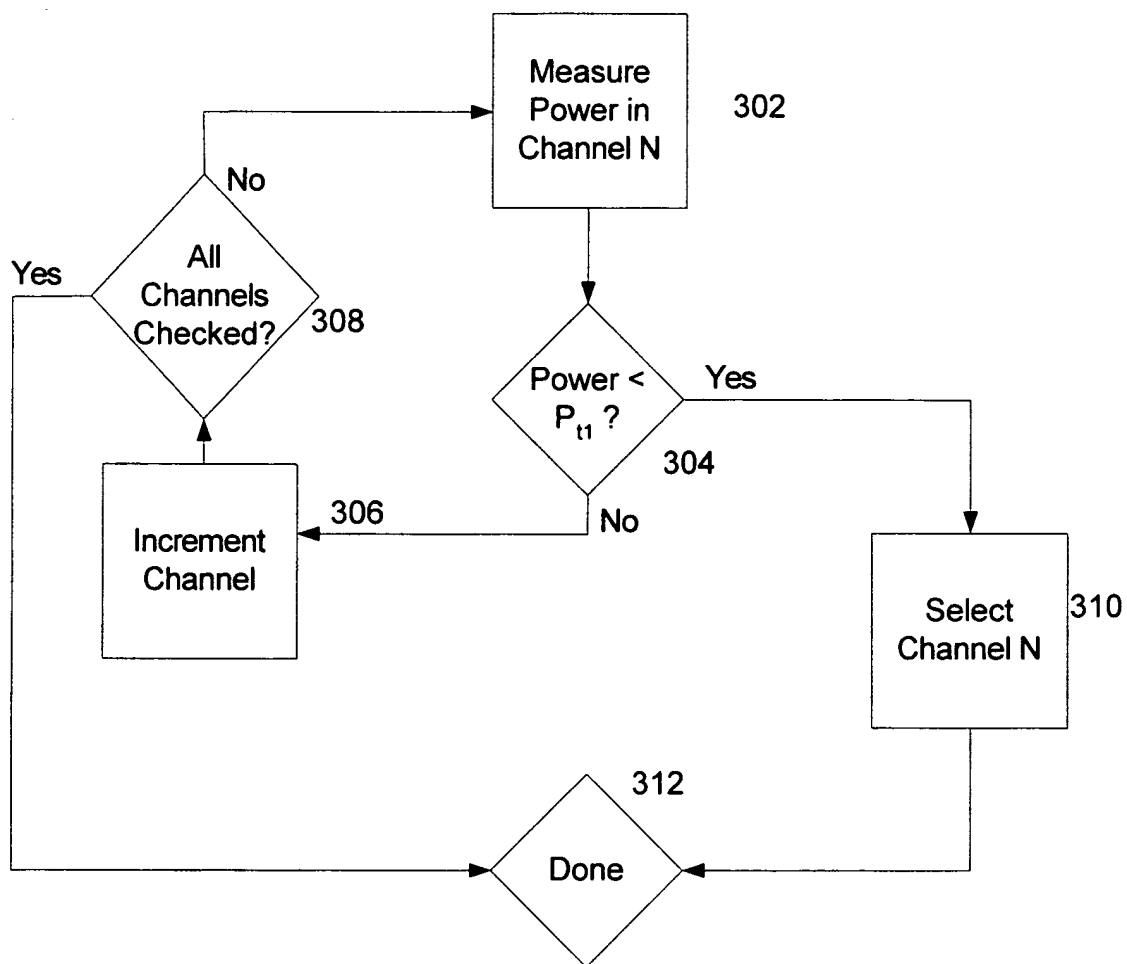 Measure
Power in
Channel N
302
No
All
Channels
Checked?
Yes
308
Power <
Pt1 ?
Yes
304
No
306
Increment
Channel
Select
Channel N
310
312
Done